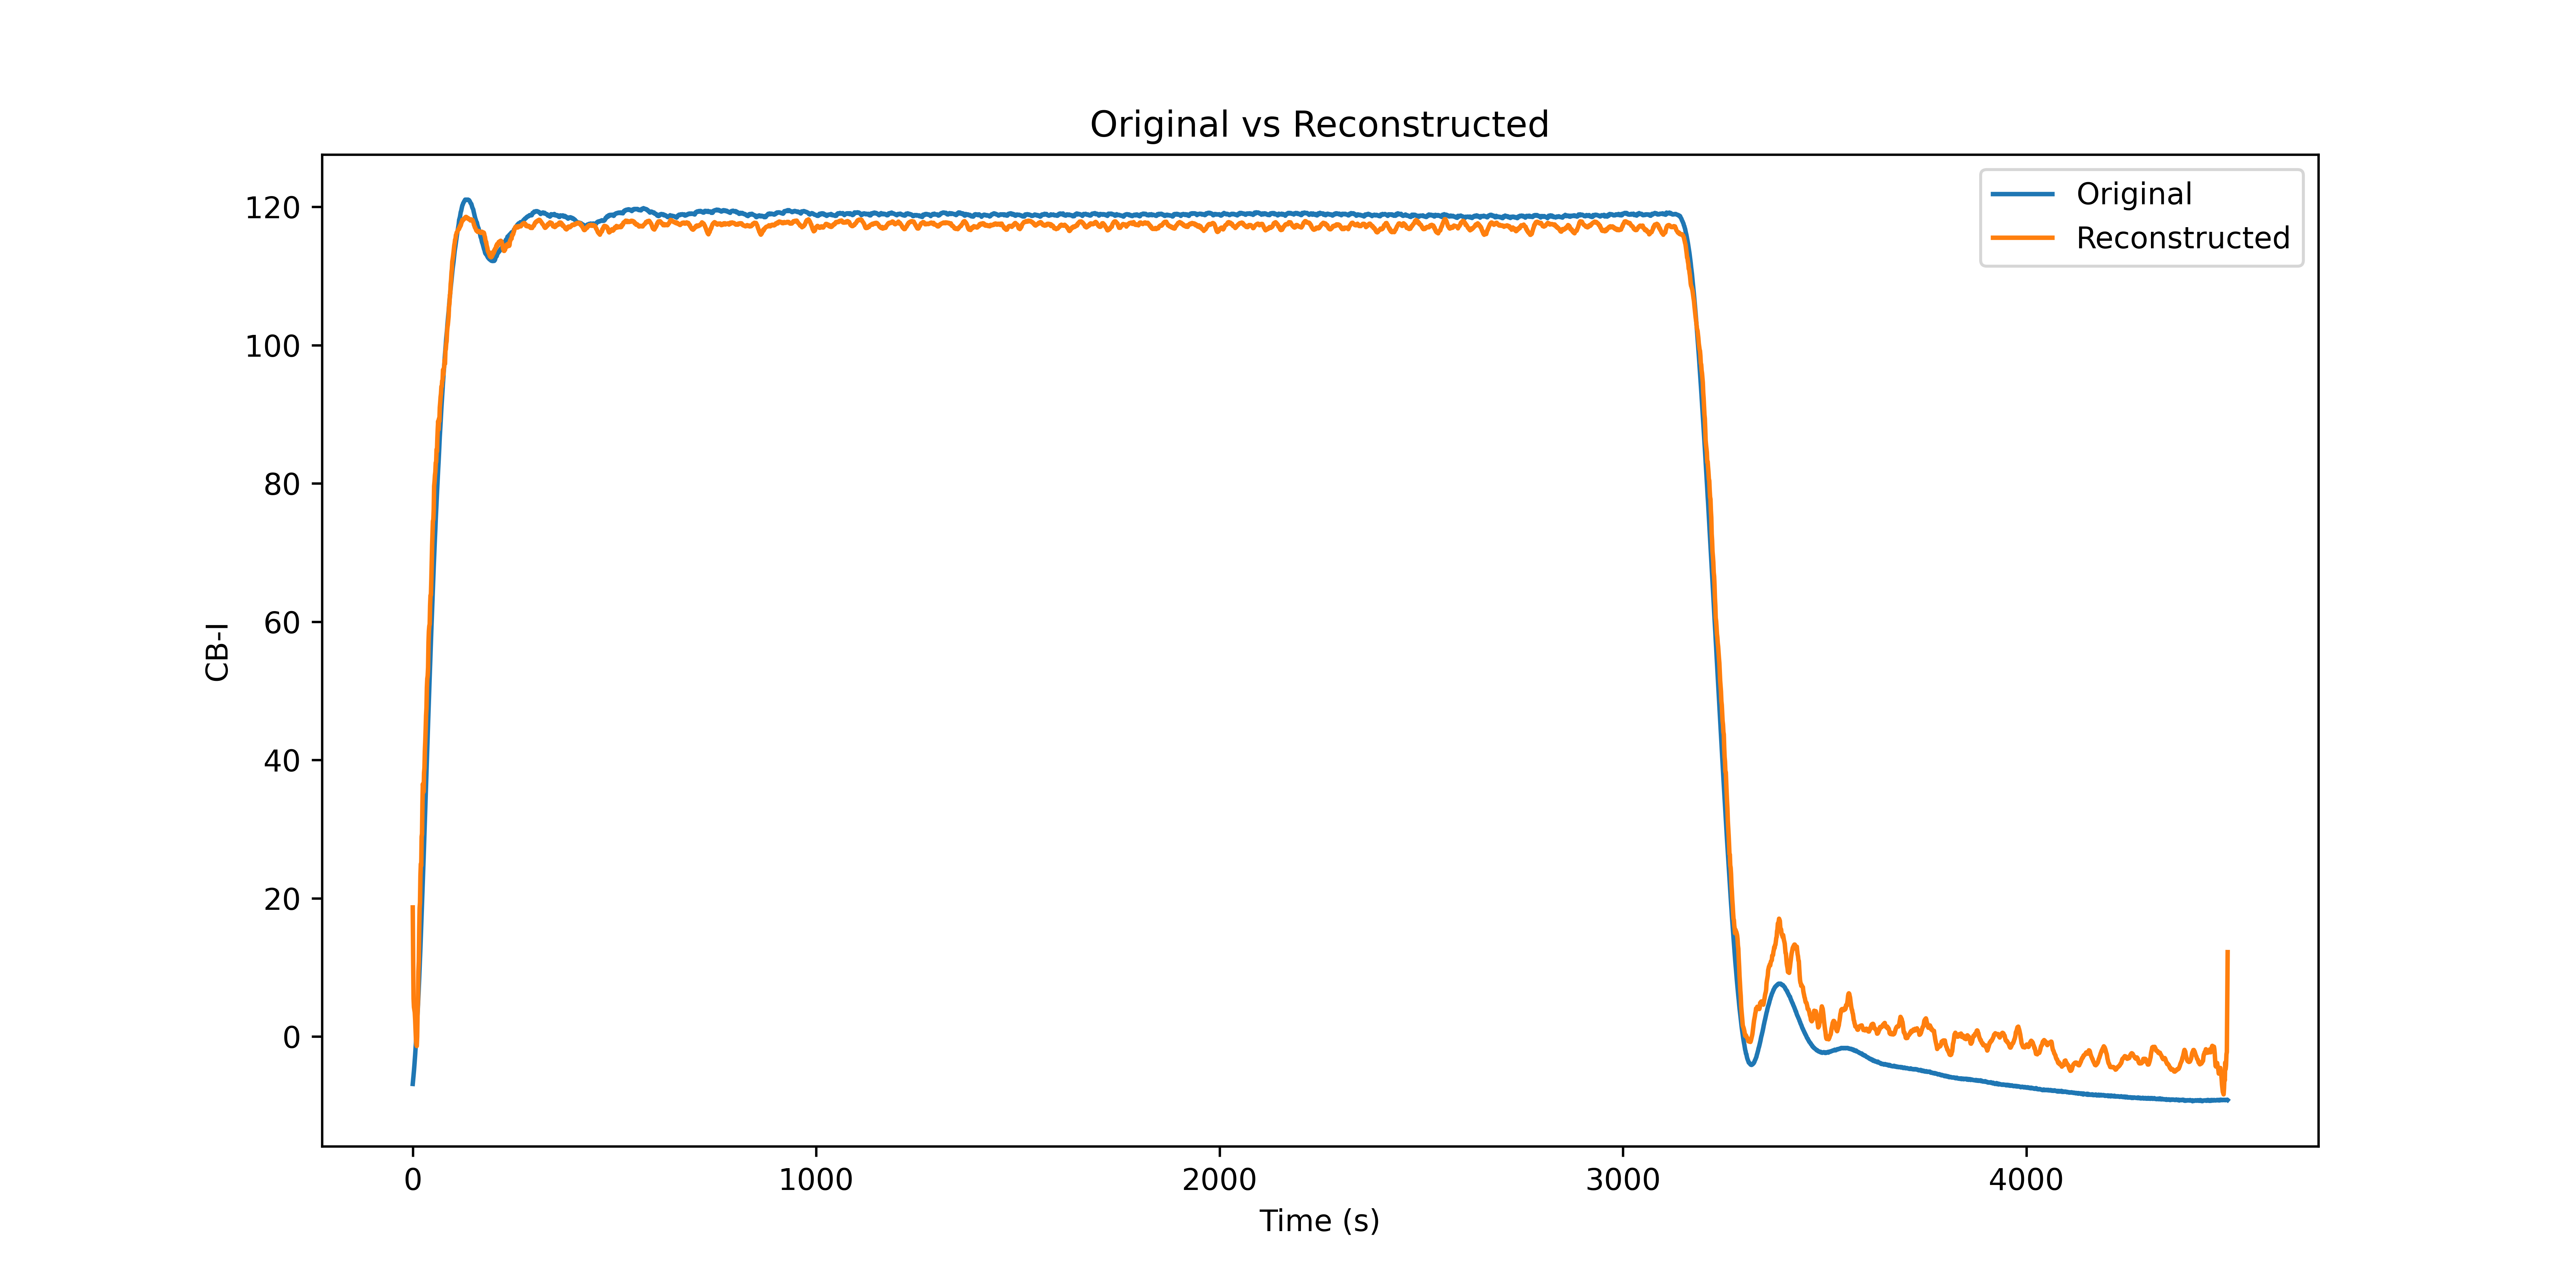 Original vs Reconstructed
Original
Reconstructed
120
100
80
60
40
20
0
CB-I
0 1000 2000 3000 4000
Time (s)